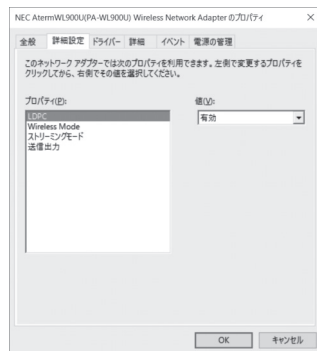 NEC AtermWL900U(PA-WL900U) Wireless Network Adapter のプロパティ
全般 詳細設定 ドライバー 詳細 イベント 電源の管理
このネットワーク アダプターでは次のプロパティを利用できます。左側で変更するプロパティを
クリックしてから、右側でその値を選択してください。
プロパティ(P):
値(V):
LDPC
有効
Wireless Mode
ストリーミングモード
送信出力
OK キャンセル